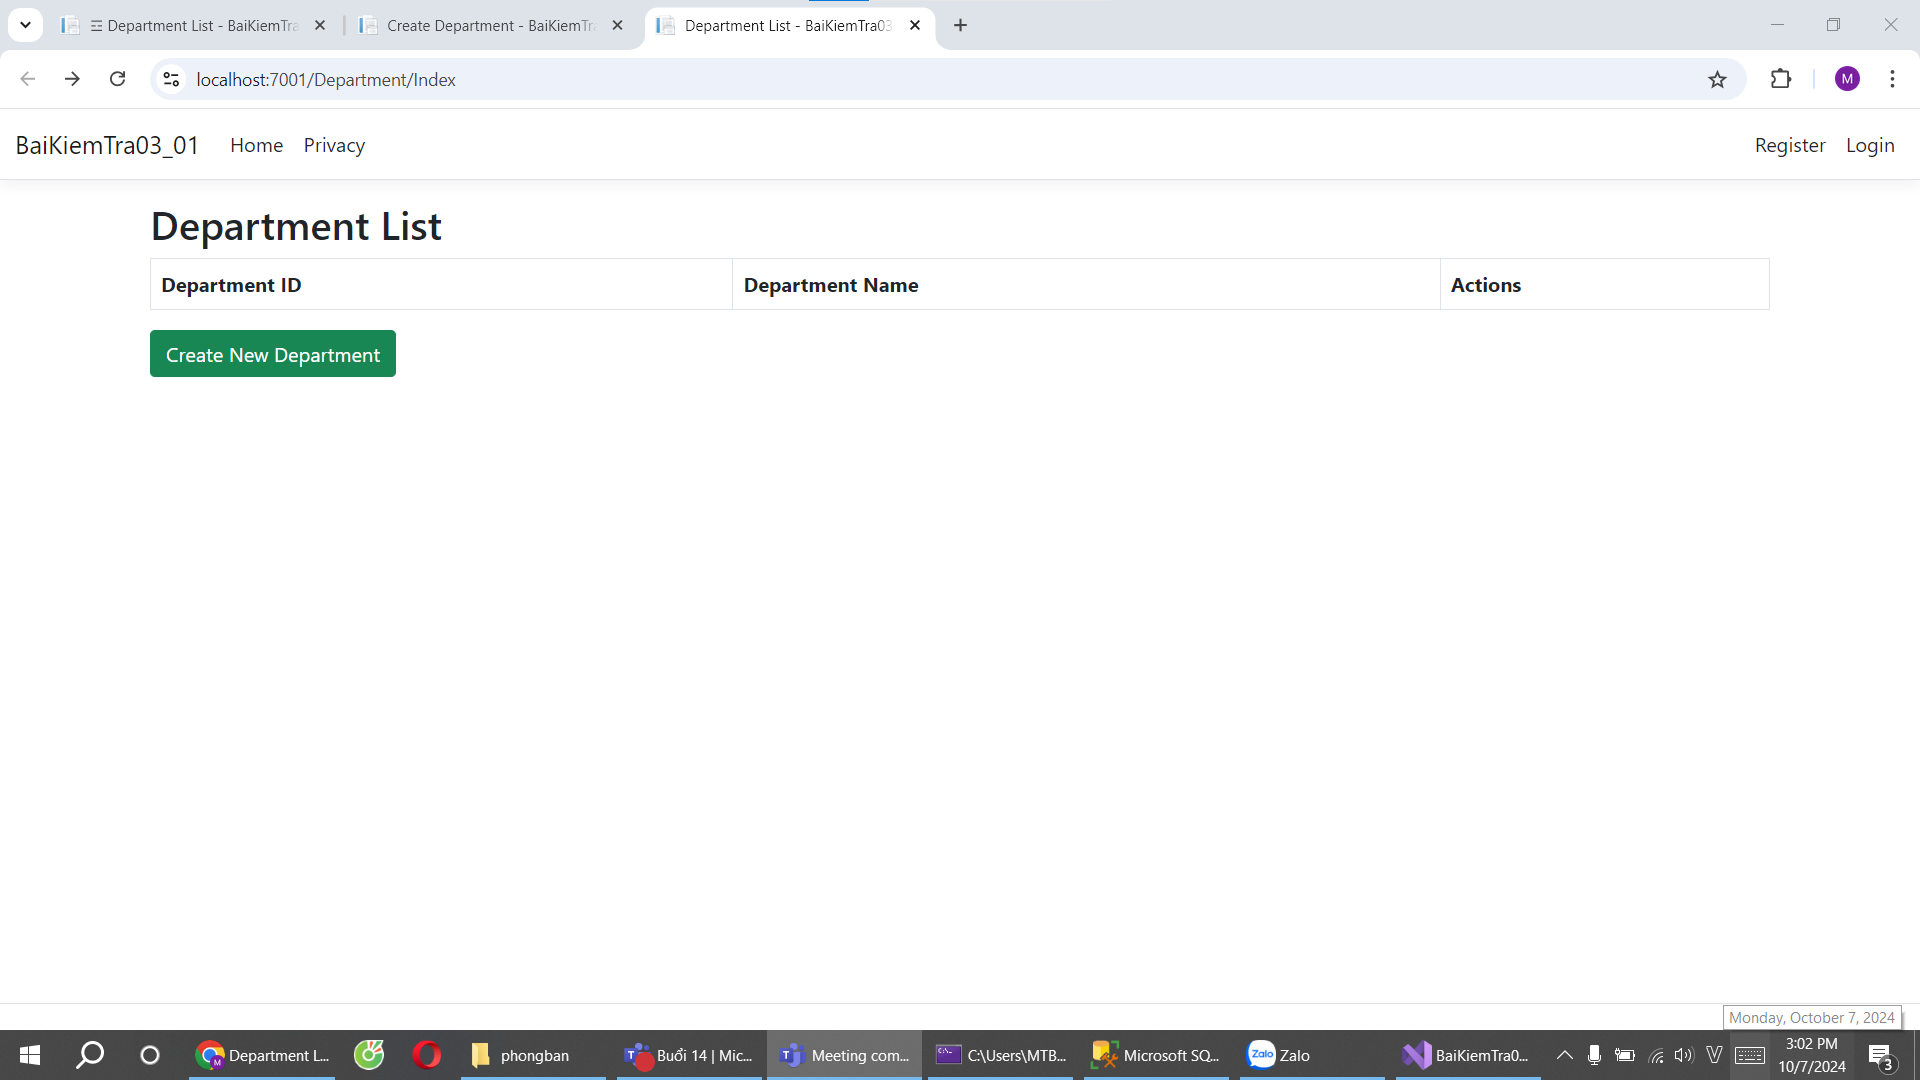 ☲ Department List - BaiKiemTra
Create Department - BaiKiemTr
Department List - BaiKiemTra03
localhost:7001/Department/Index
M
BaiKiemTra03_01
Home
Privacy
Register
Login
Department List
Department ID
Department Name
Actions
Create New Department
Monday, October 7, 2024
M
Department L...
phongban
Buổi 14 | Mic...
Meeting com...
C:\Users\MTB...
Microsoft SQ...
Zalo
Zalo
BaiKiemTra0...
V
3:02 PM
10/7/2024
3